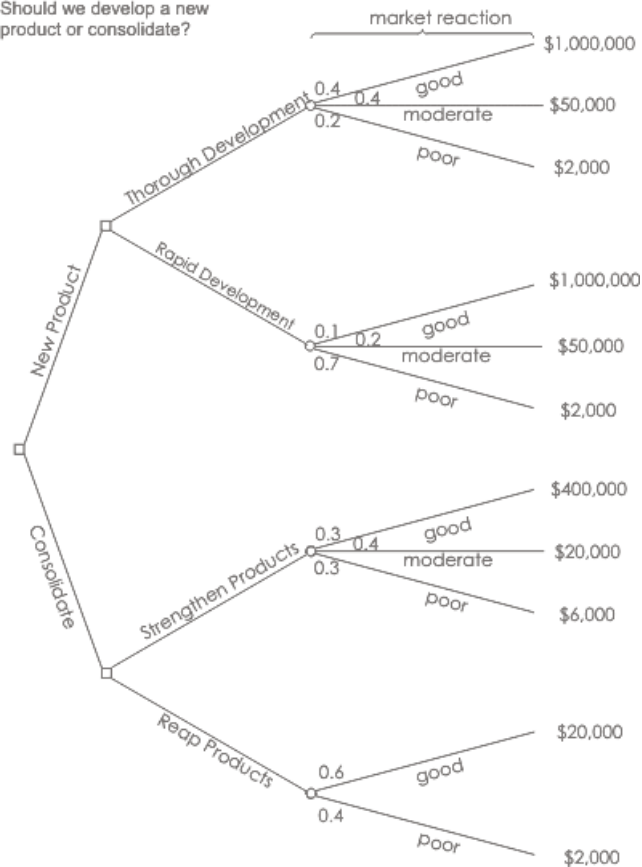 Should we develop a new
product or consolidate?
market reaction
$1,000,000
0.4
good
Thorough Development
0.4
$50,000
moderate
0.2
poor
$2,000
Rapid Development
$1,000,000
0.1
good
0.2
$50,000
moderate
0.7
poor
$2,000
New Product
Consolidate
$400,000
0.3
good
Strengthen Products
0.4
$20,000
moderate
0.3
poor
$6,000
Reap Products
$20,000
0.6
good
0.4
poor
$2,000